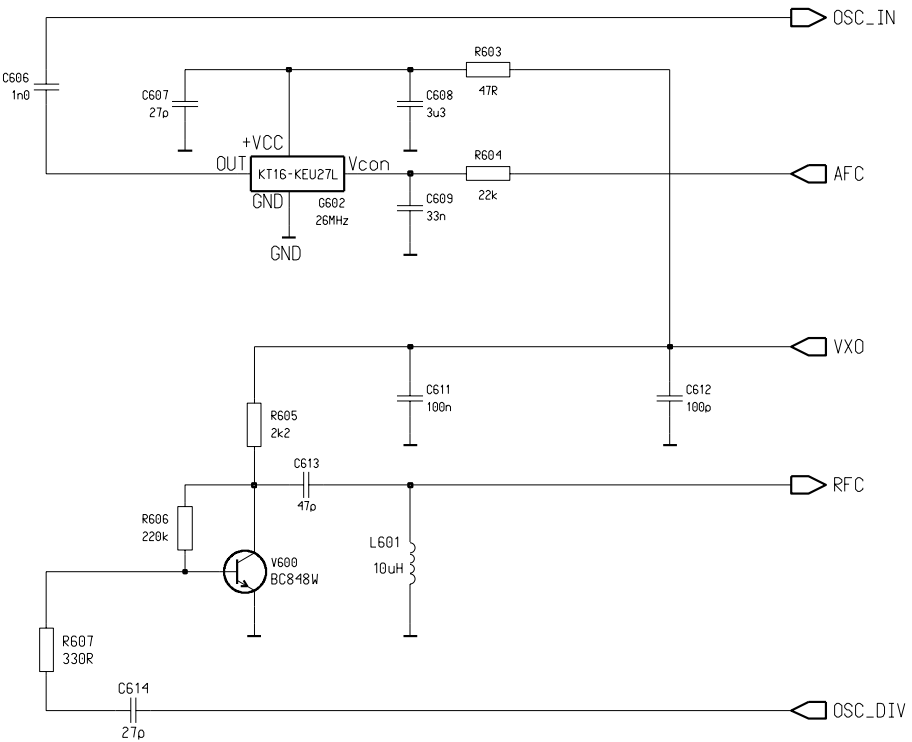 OSC_IN
R603
47R
C606
1n0
C607
27p
C608
3u3
+VCC
OUT
KT16-KEU27L
Vcon
GND
G602
26MHz
GND
R604
22k
AFC
C609
33n
VXO
C611
100n
C612
100p
R605
2k2
C613
47p
RFC
R606
220k
V600
BC848W
L601
10uH
R607
330R
C614
27p
OSC_DIV